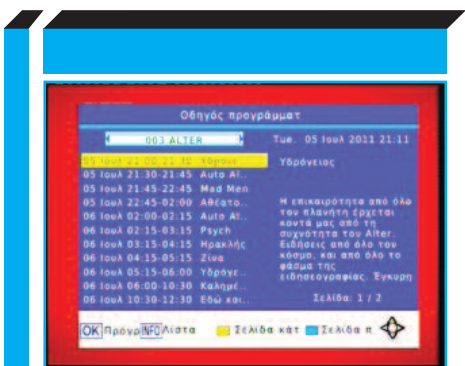 Οδηγός προγράμματ
003 ALTER
Tue. 05 Ιουλ 2011 21:11
05 Ιουλ 21:00-21:30 Υδρόγε..
Υδρόγειος
05 Ιουλ 21:30-21:45 Auto Al..
05 Ιουλ 21:45-22:45 Mad Men
05 Ιουλ 22:45-02:00 Αθέατο..
06 Ιουλ 02:00-02:15 Auto Al..
06 Ιουλ 02:15-03:15 Psych
06 Ιουλ 03:15-04:15 Ηρακλής
06 Ιουλ 04:15-05:15 Ζίνα
06 Ιουλ 05:15-06:00 Υδρόγε..
06 Ιουλ 06:00-10:30 Καλημέ..
06 Ιουλ 10:30-12:30 Εδώ και..
Η επικαιρότητα από όλο
τον πλανήτη έρχεται
κοντά μας από τη
συχνότητα του Alter.
Ειδήσεις από όλο τον
κόσμο, και από όλο το
φάσμα της
ειδησεογραφίας. Έγκυρη
Σελίδα: 1 / 2
OK Προγρ INFO Λίστα Σελίδα κάτ Σελίδα π